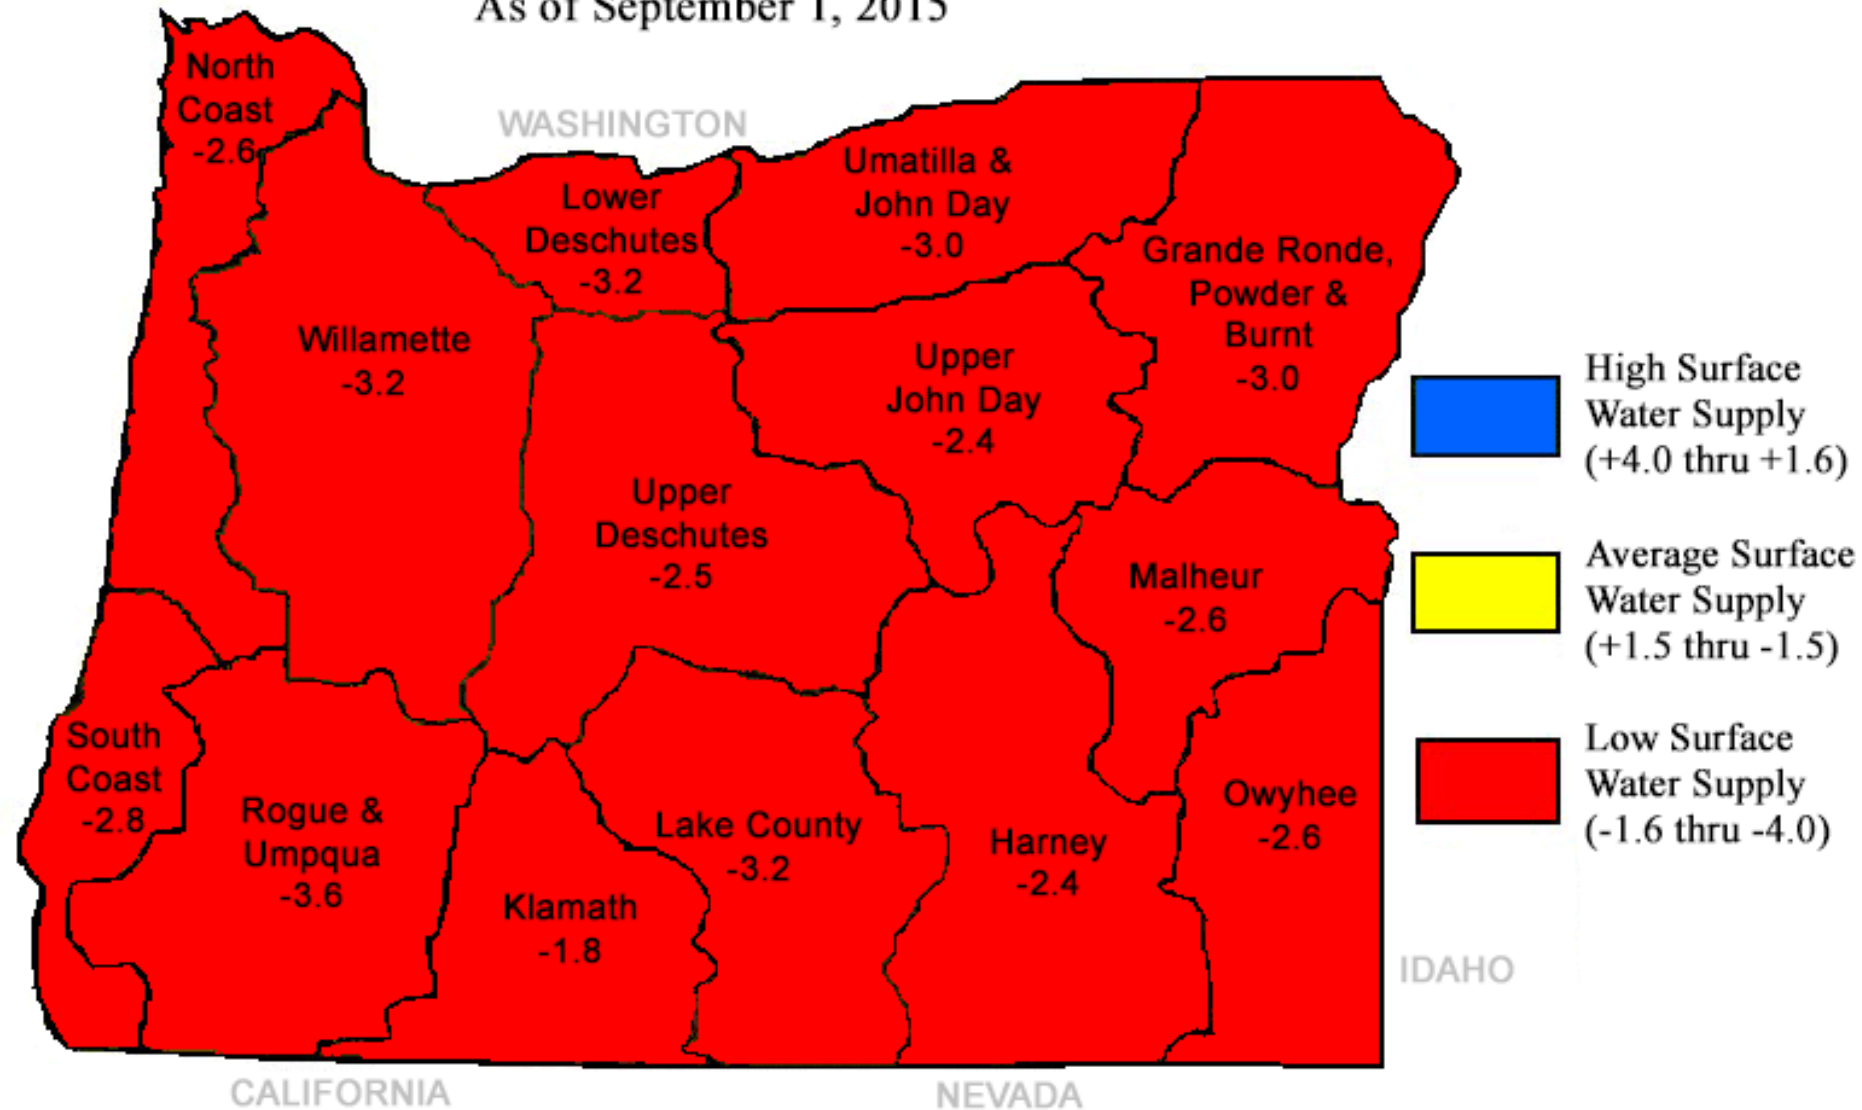 As of September 1, 2015
North
Coast
-2.6
WASHINGTON
Lower
Deschutes
-3.2
Umatilla &
John Day
-3.0
Grande Ronde,
Powder &
Burnt
-3.0
Willamette
-3.2
Upper
John Day
-2.4
Upper
Deschutes
-2.5
Malheur
-2.6
South
Coast
-2.8
Rogue &
Umpqua
-3.6
Klamath
-1.8
Lake County
-3.2
Harney
-2.4
Owyhee
-2.6
High Surface
Water Supply
(+4.0 thru +1.6)
Average Surface
Water Supply
(+1.5 thru -1.5)
Low Surface
Water Supply
(-1.6 thru -4.0)
IDAHO
CALIFORNIA
NEVADA